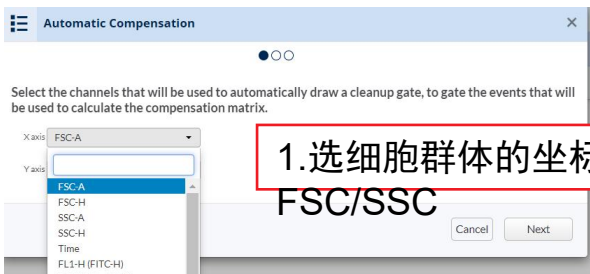 Automatic Compensation ×
Select the channels that will be used to automatically draw a cleanup gate, to gate the events that will
be used to calculate the compensation matrix.
X axis FSC-A
Y axis
FSC-A
FSC-H
SSC-A
SSC-H
Time
FL1-H (FITC-H)
1.选细胞群体的坐标
FSC/SSC
Cancel Next